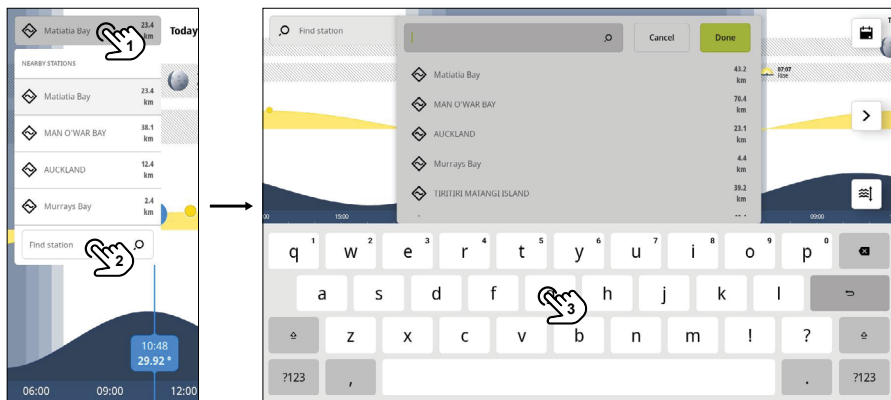 Matiatia Bay 23.4 km
1
Today
NEARBY STATIONS
Matiatia Bay 23.4 km
MAN O'WAR BAY 38.1 km
AUCKLAND 12.4 km
Murrays Bay 2.4 km
Find station
2
10:48
29.92 °
06:00 09:00 12:00
Find station
Cancel Done
Matiatia Bay 43.2 km
MAN O'WAR BAY 70.4 km
AUCKLAND 23.1 km
Murrays Bay 4.4 km
TIRITIRI MATANGI ISLAND 39.2 km
07:07
Rise
15:00 09:00
q 1 w 2 e 3 r 4 t 5 y 6 u 7 i 8 o 9 p 0
a s d f h j k l
3
z x c v b n m ! ?
?123 , . ?123